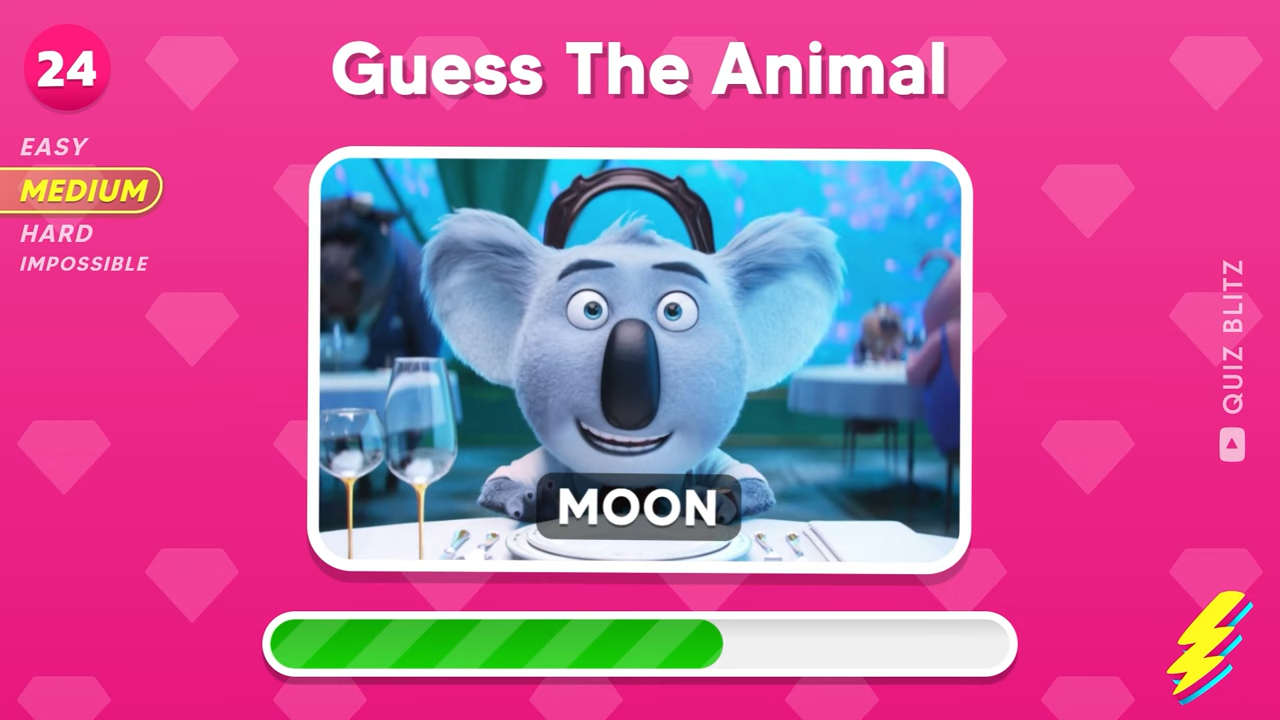 24
Guess The Animal
EASY
MEDIUM
HARD
IMPOSSIBLE
MOON
QUIZ BLITZ